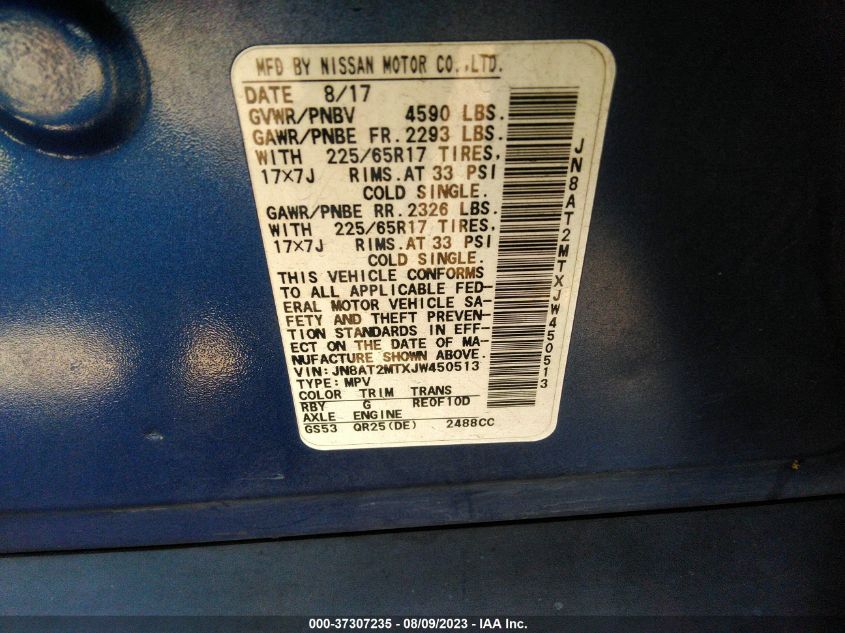 MFD BY NISSAN MOTOR CO.,LTD.
DATE 8/17
GVWR/PNBV 4590 LBS.
GAWR/PNBE FR.2293 LBS.
WITH 225/65R17 TIRES,
17×7J RIMS.AT 33 PSI
COLD SINGLE.
GAWR/PNBE RR.2326 LBS.
WITH 225/65R17 TIRES,
17×7J RIMS.AT 33 PSI
COLD SINGLE.
THIS VEHICLE CONFORMS
TO ALL APPLICABLE FED-
ERAL MOTOR VEHICLE SA-
FETY AND THEFT PREVEN-
TION STANDARDS IN EFF-
ECT ON THE DATE OF MA-
NUFACTURE SHOWN ABOVE.
VIN:JN8AT2MTXJW450513
TYPE:MPV
COLOR TRIM TRANS
RBY G RE0F10D
AXLE ENGINE
GS53 QR25(DE) 2488CC
JN8AT2MTXJW450513
000-37307235 - 08/09/2023 - IAA Inc.